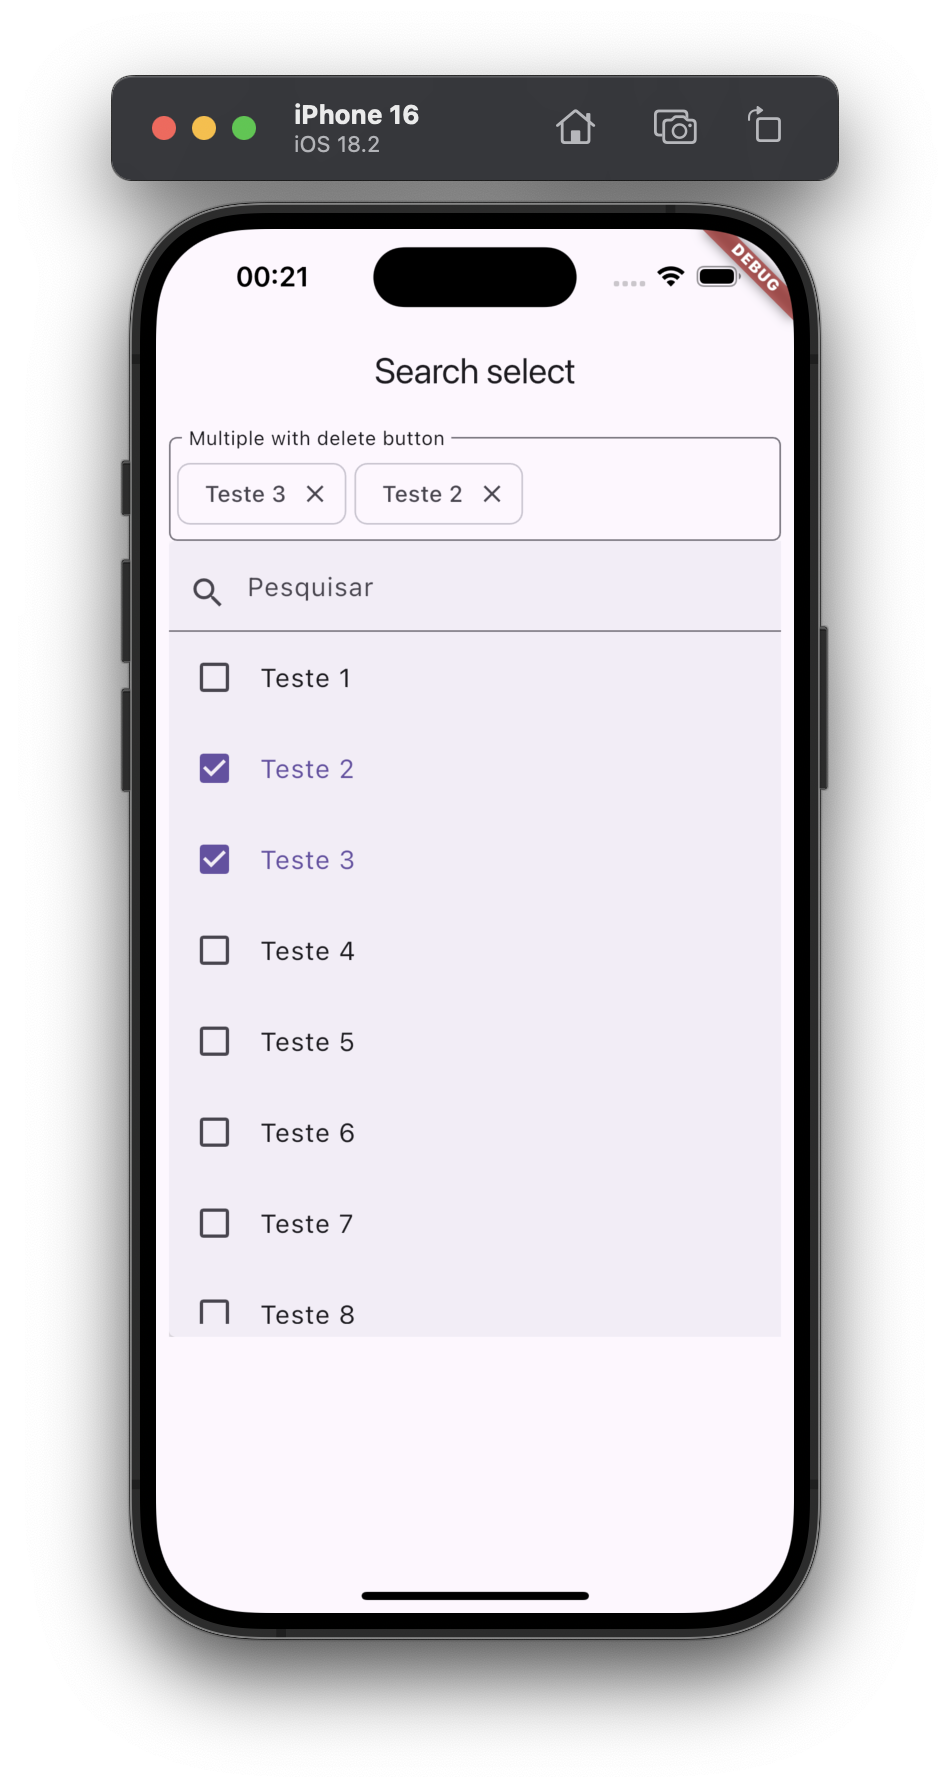 iPhone 16
iOS 18.2
00:21
DEBUG
Search select
Multiple with delete button
Teste 3
Teste 2
Pesquisar
Teste 1
Teste 2
Teste 3
Teste 4
Teste 5
Teste 6
Teste 7
Teste 8